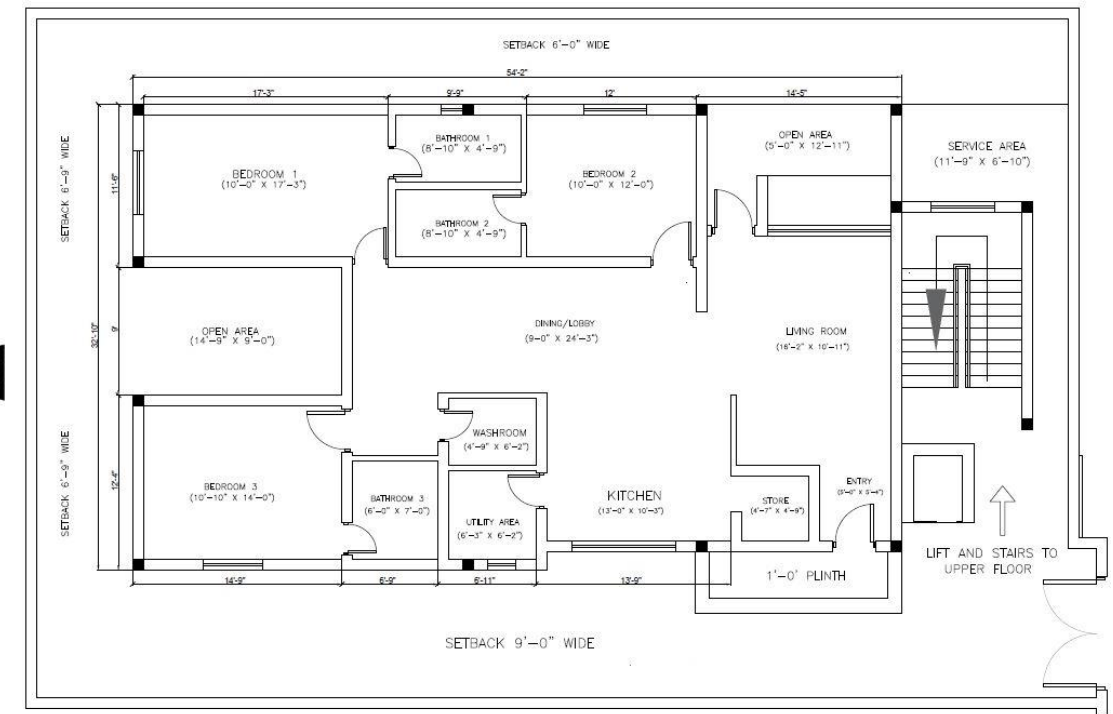 SETBACK 6'-0" WIDE
54'-2"
17'-3"
9'-9"
12'
14'-5"
SETBACK 6'-9" WIDE
11'-6"
BEDROOM 1
(10'-0" X 17'-3")
BATHROOM 1
(8'-10" X 4'-9")
BEDROOM 2
(10'-0" X 12'-0")
OPEN AREA
(5'-0" X 12'-11")
SERVICE AREA
(11'-9" X 6'-10")
BATHROOM 2
(8'-10" X 4'-9")
32'-10"
9'
OPEN AREA
(14'-9" X 9'-0")
DINING/LOBBY
(9-0" X 24'-3")
LIVING ROOM
(16'-2" X 10'-11")
SETBACK 6'-9" WIDE
12'-4"
BEDROOM 3
(10'-10" X 14'-0")
WASHROOM
(4'-9" X 6'-2")
BATHROOM 3
(6'-0" X 7'-0")
UTILITY AREA
(6'-3" X 6'-2")
KITCHEN
(13'-0" X 10'-3")
STORE
(4'-7" X 4'-9")
ENTRY
LIFT AND STAIRS TO
UPPER FLOOR
1'-0' PLINTH
14'-9"
6'-9"
6'-11"
13'-9"
SETBACK 9'-0" WIDE